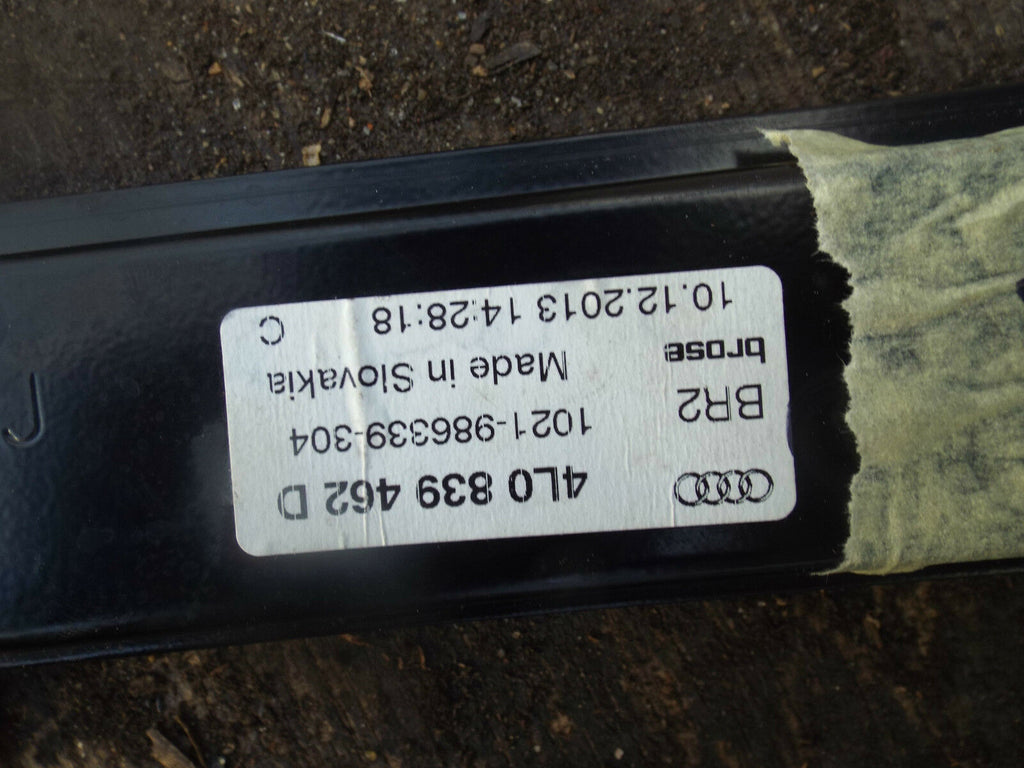 4L0 839 462 D
1021-986339-304
BR2
Made in Slovakia
brose
10.12.2013 14:28:18
C